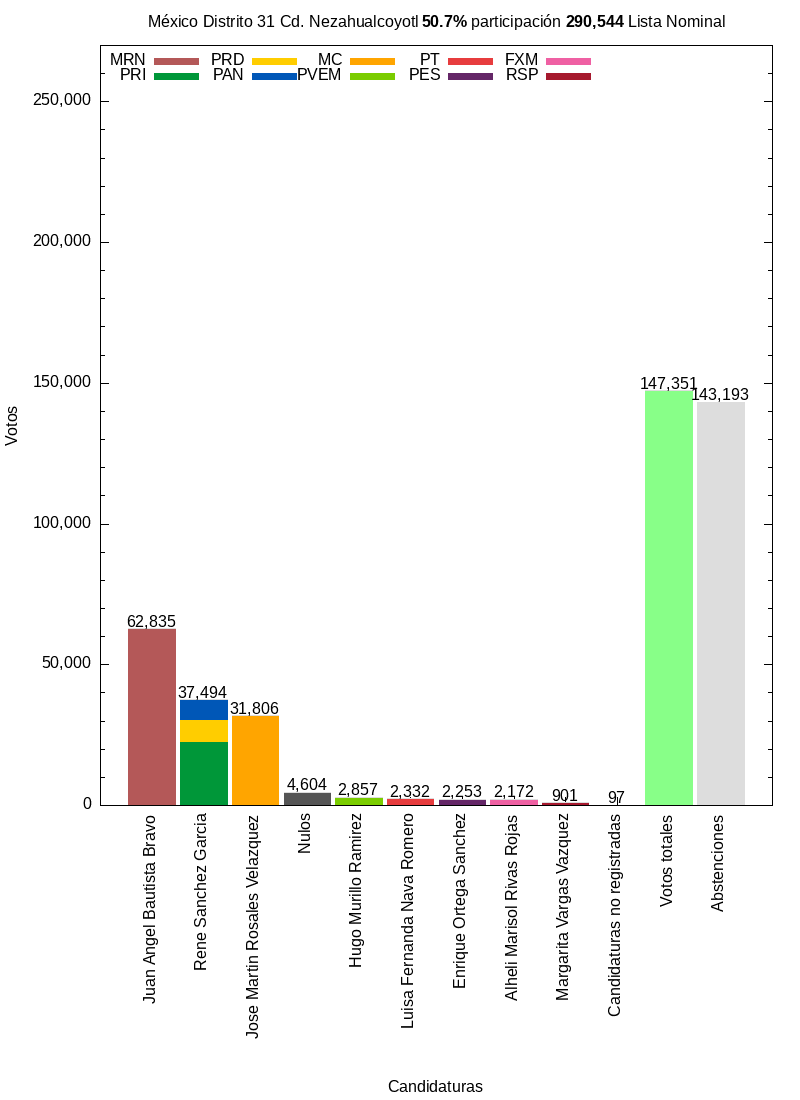 México Distrito 31 Cd. Nezahualcoyotl 50.7% participación 290,544 Lista Nominal
MRN PRD MC PT FXM
PRI PAN PVEM PES RSP
250,000
200,000
150,000
100,000
50,000
0
Votos
62,835
37,494
31,806
4,604
2,857
2,332
2,253
2,172
901
97
147,351
143,193
Juan Angel Bautista Bravo
Rene Sanchez Garcia
Jose Martin Rosales Velazquez
Nulos
Hugo Murillo Ramirez
Luisa Fernanda Nava Romero
Enrique Ortega Sanchez
Alheli Marisol Rivas Rojas
Margarita Vargas Vazquez
Candidaturas no registradas
Votos totales
Abstenciones
Candidaturas